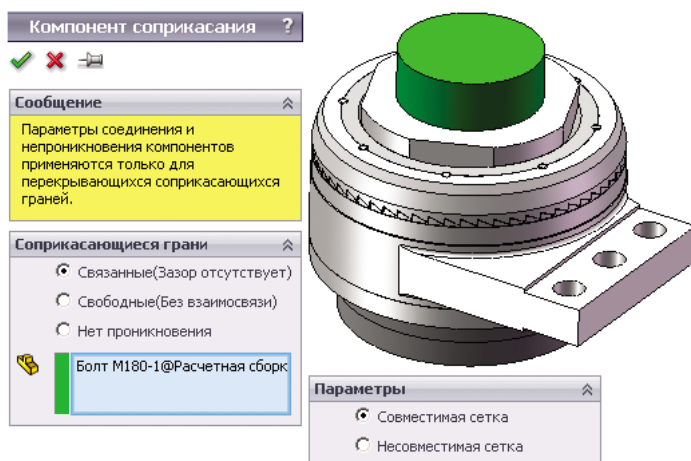 Компонент соприкасания ?
Сообщение
Параметры соединения и
непроникновения компонентов
применяются только для
перекрывающихся соприкасающихся
граней.
Соприкасающиеся грани
Связанные(Зазор отсутствует)
Свободные(Без взаимосвязи)
Нет проникновения
Болт М180-1@Расчетная сборк
Параметры
Совместимая сетка
Несовместимая сетка